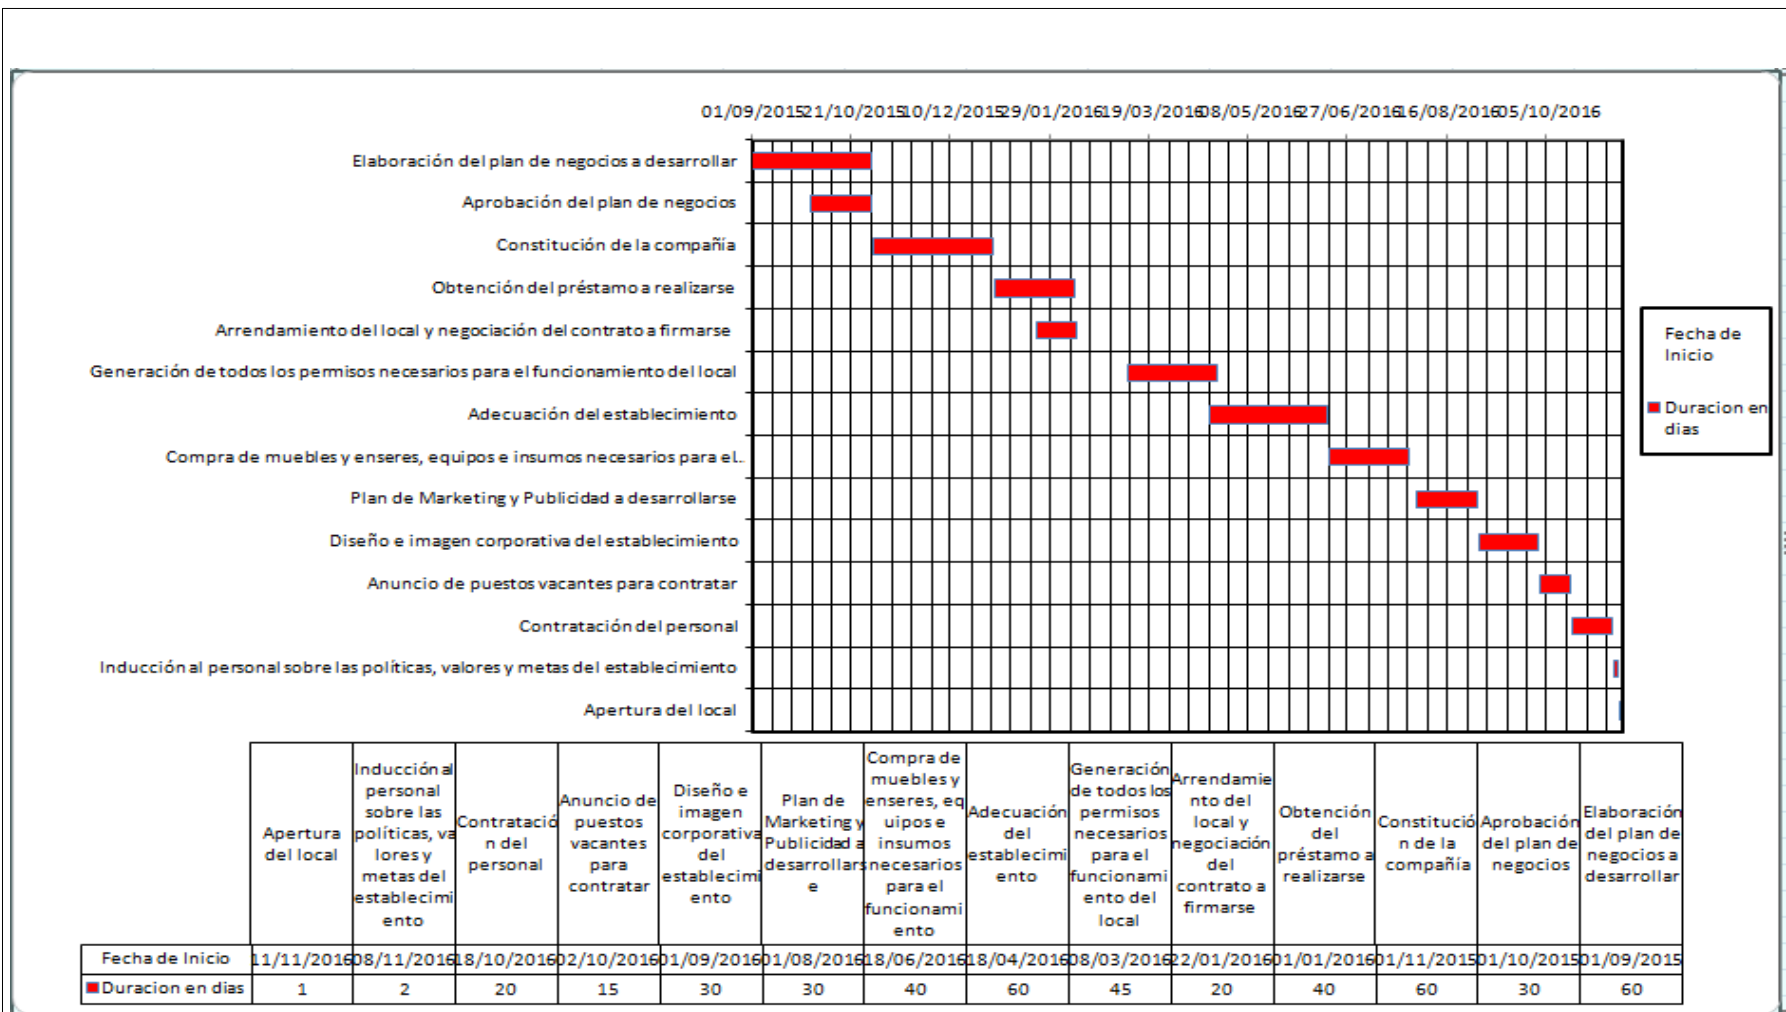 01/09/2015 21/10/2015 10/12/2015 29/01/2016 19/03/2016 08/05/2016 27/06/2016 16/08/2016 05/10/2016
Elaboración del plan de negocios a desarrollar
Aprobación del plan de negocios
Constitución de la compañía
Obtención del préstamo a realizarse
Arrendamiento del local y negociación del contrato a firmarse
Generación de todos los permisos necesarios para el funcionamiento del local
Adecuación del establecimiento
Compra de muebles y enseres, equipos e insumos necesarios para el..
Plan de Marketing y Publicidad a desarrollarse
Diseño e imagen corporativa del establecimiento
Anuncio de puestos vacantes para contratar
Contratación del personal
Inducción al personal sobre las políticas, valores y metas del establecimiento
Apertura del local
Fecha de
Inicio
Duracion en
dias
Apertura
del local
Inducción al
personal
sobre las
políticas, va
lores y
metas del
establecimi
ento
Contratació
n del
personal
Anuncio de
puestos
vacantes
para
contratar
Diseño e
imagen
corporativa
del
establecimi
ento
Plan de
Marketing y
Publicidad a
desarrollars
e
Compra de
muebles y
enseres, eq
uipos e
insumos
necesarios
para el
funcionami
ento
Adecuación
del
establecimi
ento
Generación
de todos los
permisos
necesarios
para el
funcionami
ento del
local
Arrendamie
nto del
local y
negociación
del
contrato a
firmarse
Obtención
del
préstamo a
realizarse
Constitució
n de la
compañía
Aprobación
del plan de
negocios
Elaboración
del plan de
negocios a
desarrollar
Fecha de Inicio 11/11/2016 08/11/2016 18/10/2016 02/10/2016 01/09/2016 01/08/2016 18/06/2016 18/04/2016 08/03/2016 22/01/2016 01/01/2016 01/11/2015 01/10/2015 01/09/2015
Duracion en dias 1 2 20 15 30 30 40 60 45 20 40 60 30 60